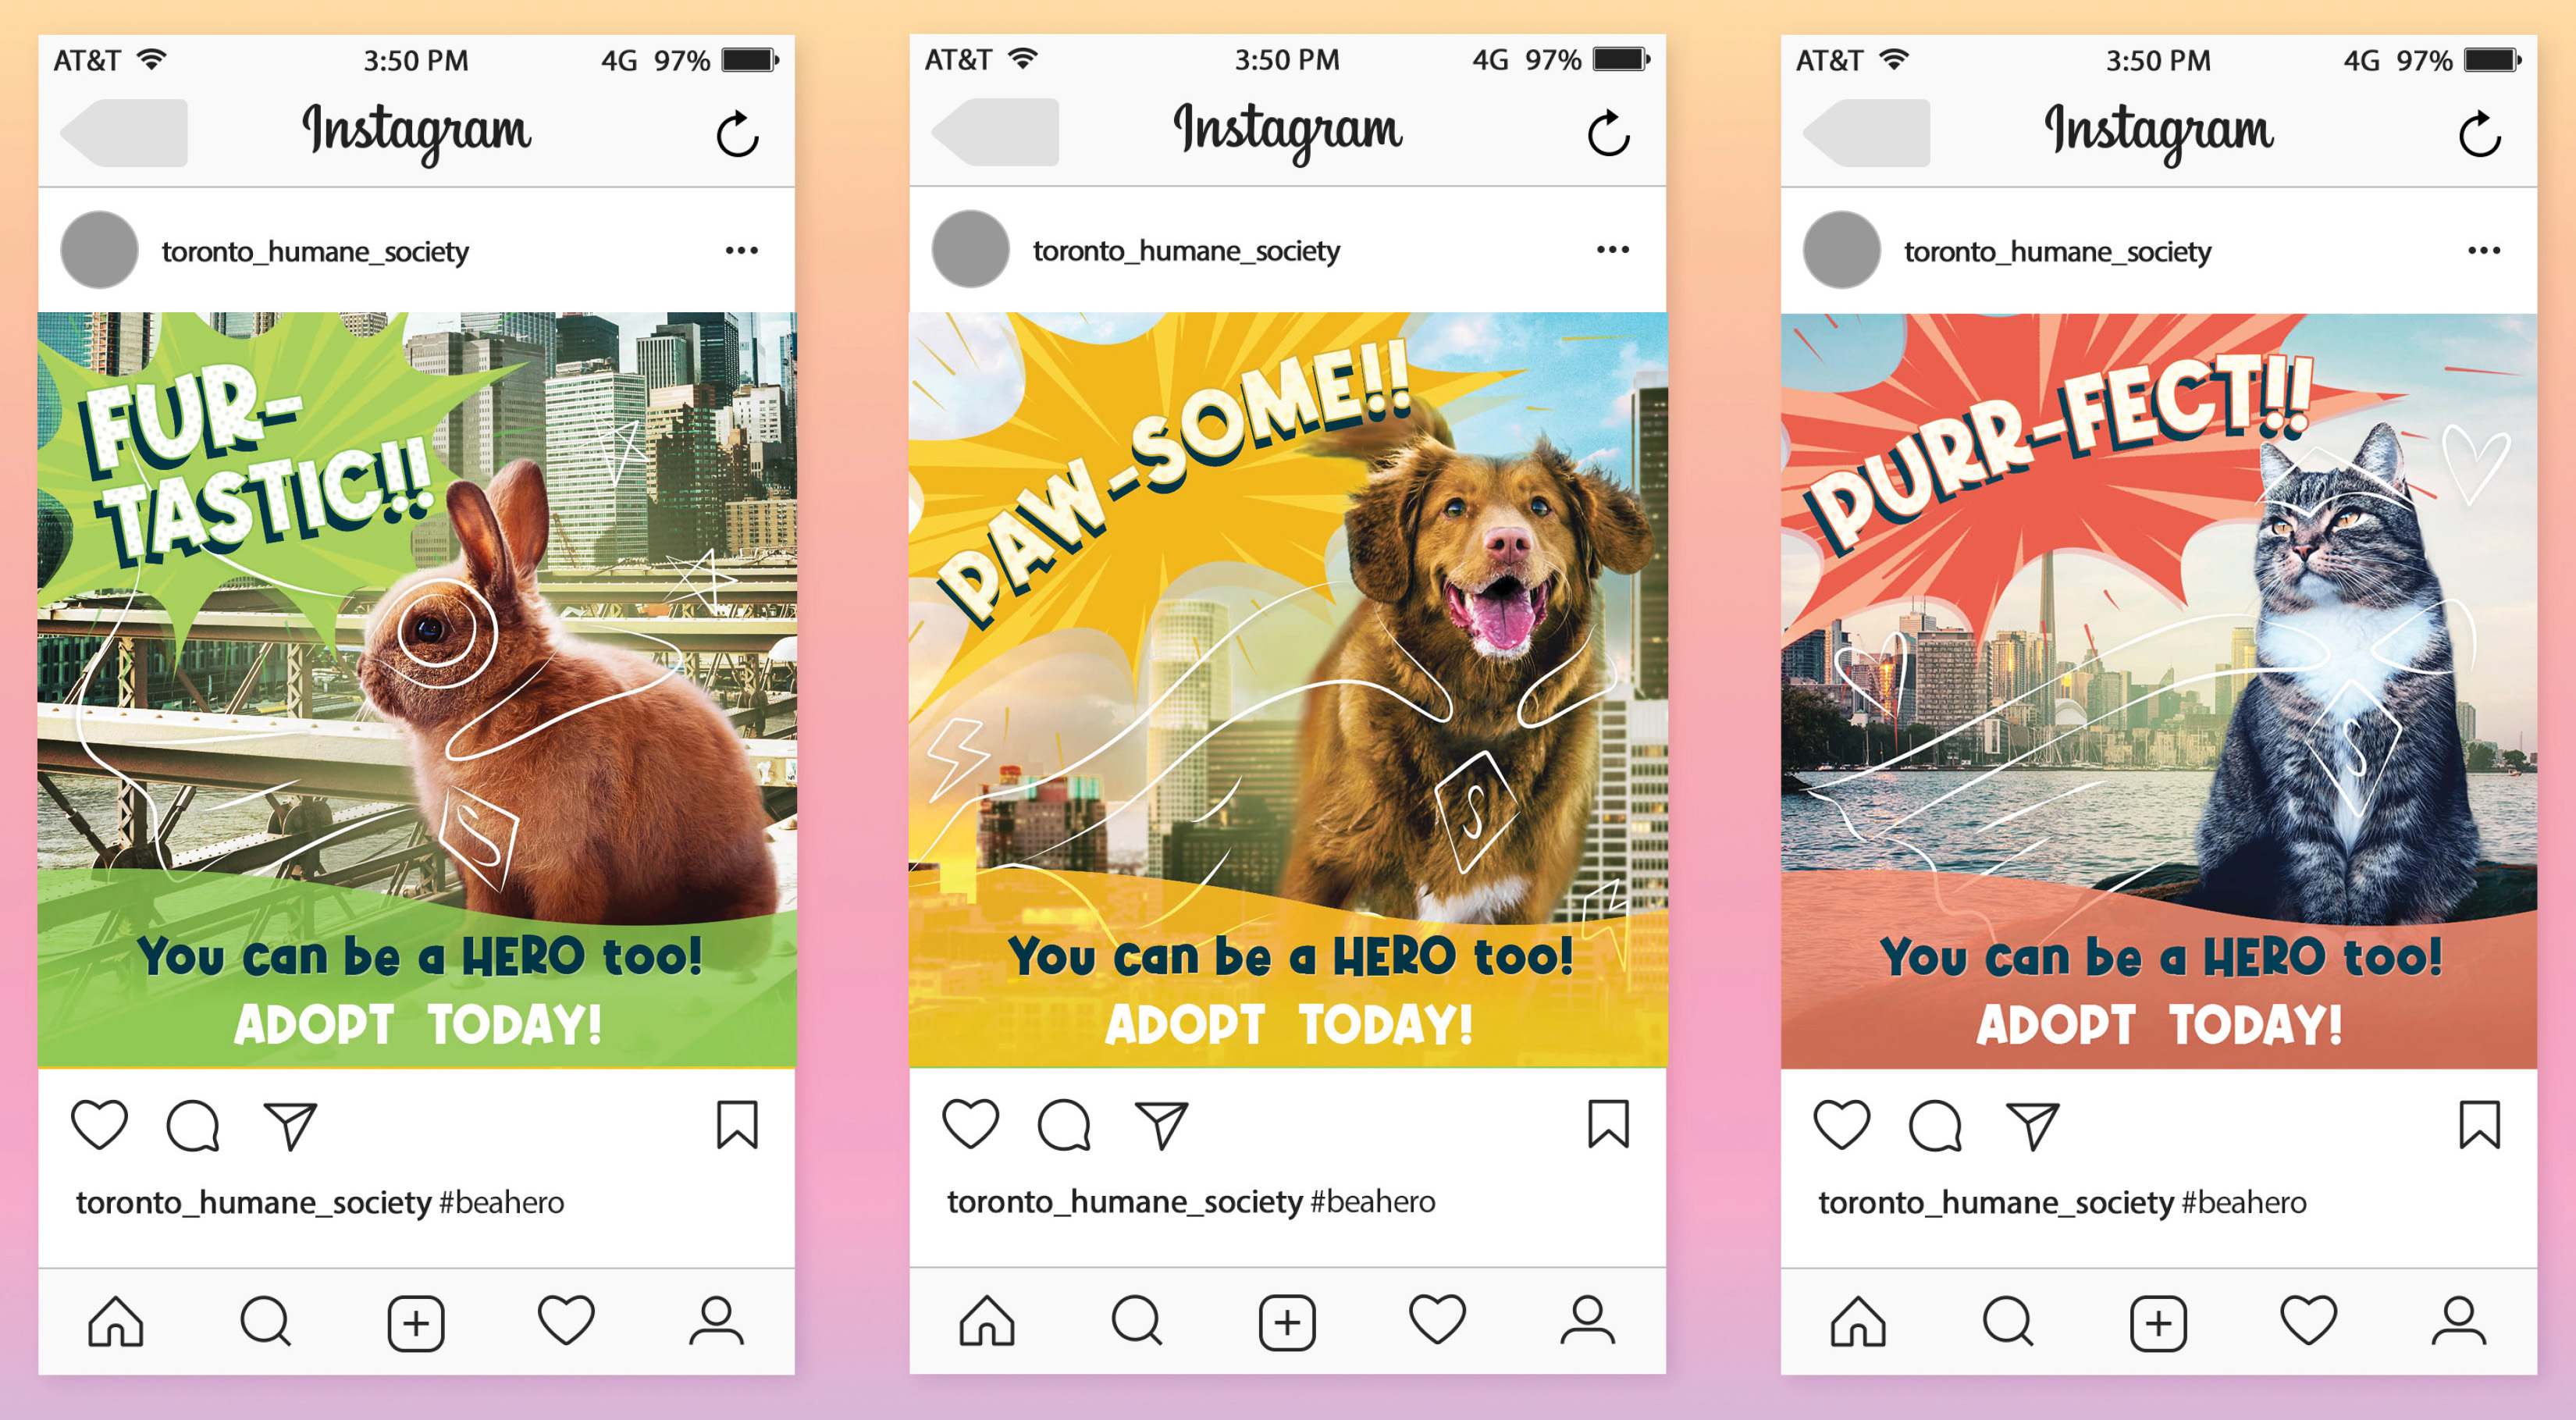 AT&T 3:50 PM 4G 97%
Instagram
toronto_humane_society
FUR-
TASTIC!!
S
You can be a HERO too!
ADOPT TODAY!
toronto_humane_society #beahero
AT&T 3:50 PM 4G 97%
Instagram
toronto_humane_society
PAW-SOME!!
S
You can be a HERO too!
ADOPT TODAY!
toronto_humane_society #beahero
AT&T 3:50 PM 4G 97%
Instagram
toronto_humane_society
PURR-FECT!!
S
You can be a HERO too!
ADOPT TODAY!
toronto_humane_society #beahero